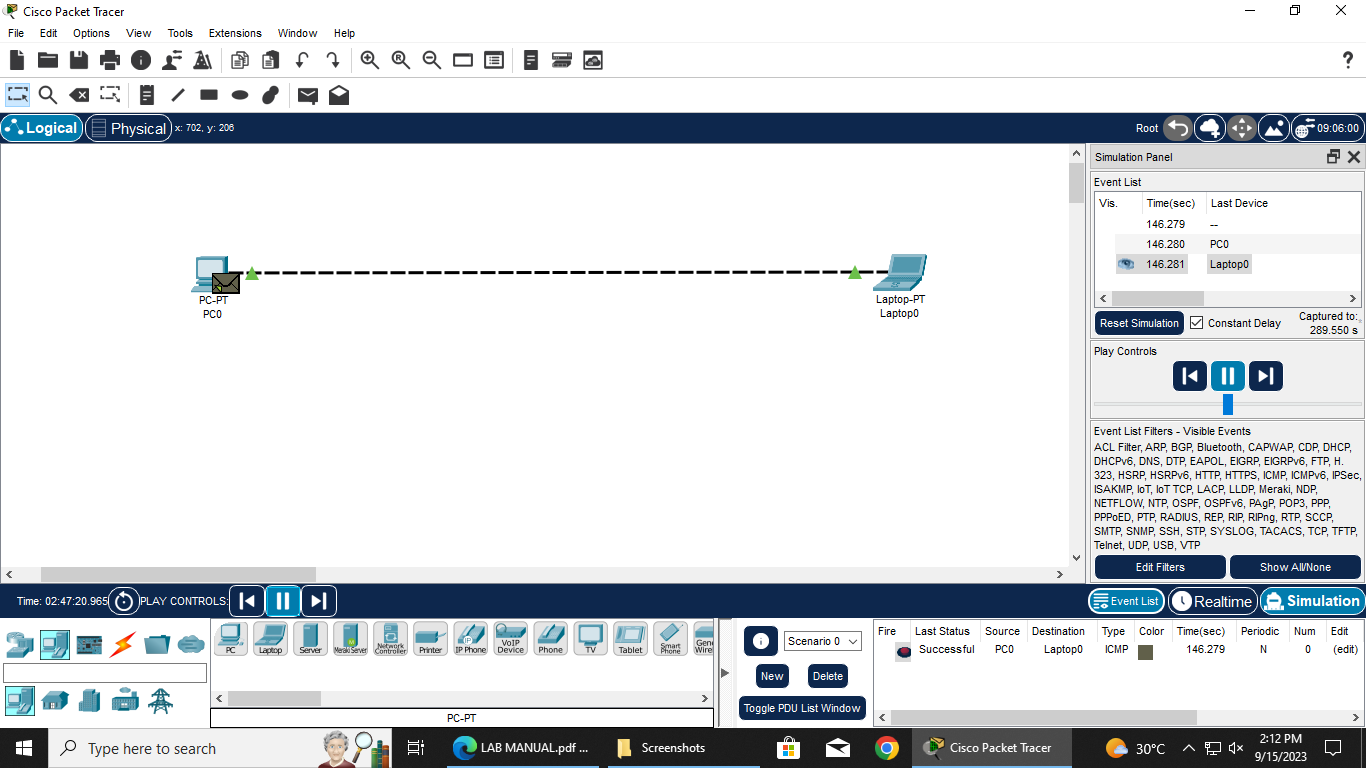 Cisco Packet Tracer
File Edit Options View Tools Extensions Window Help
?
Logical Physical x: 702, y: 206 Root 09:06:00
Simulation Panel
Event List
Vis. Time(sec) Last Device
146.279 --
146.280 PC0
146.281 Laptop0
PC-PT
PC0
Laptop-PT
Laptop0
Reset Simulation Constant Delay Captured to:
289.550 s
Play Controls
Event List Filters - Visible Events
ACL Filter, ARP, BGP, Bluetooth, CAPWAP, CDP, DHCP,
DHCPv6, DNS, DTP, EAPOL, EIGRP, EIGRPv6, FTP, H.
323, HSRP, HSRPv6, HTTP, HTTPS, ICMP, ICMPv6, IPSec,
ISAKMP, IoT, IoT TCP, LACP, LLDP, Meraki, NDP,
NETFLOW, NTP, OSPF, OSPFv6, PAgP, POP3, PPP,
PPPoED, PTP, RADIUS, REP, RIP, RIPng, RTP, SCCP,
SMTP, SNMP, SSH, STP, SYSLOG, TACACS, TCP, TFTP,
Telnet, UDP, USB, VTP
Edit Filters Show All/None
Time: 02:47:20.965 PLAY CONTROLS: Event List Realtime Simulation
PC Laptop Server Meraki Server Network Controller Printer IP Phone VoIP Device Phone TV Tablet Smart Phone
PC-PT
Scenario 0
New Delete
Toggle PDU List Window
Fire Last Status Source Destination Type Color Time(sec) Periodic Num Edit
Successful PC0 Laptop0 ICMP 146.279 N 0 (edit)
Type here to search LAB MANUAL.pdf ... Screenshots Cisco Packet Tracer 30°C 2:12 PM
9/15/2023